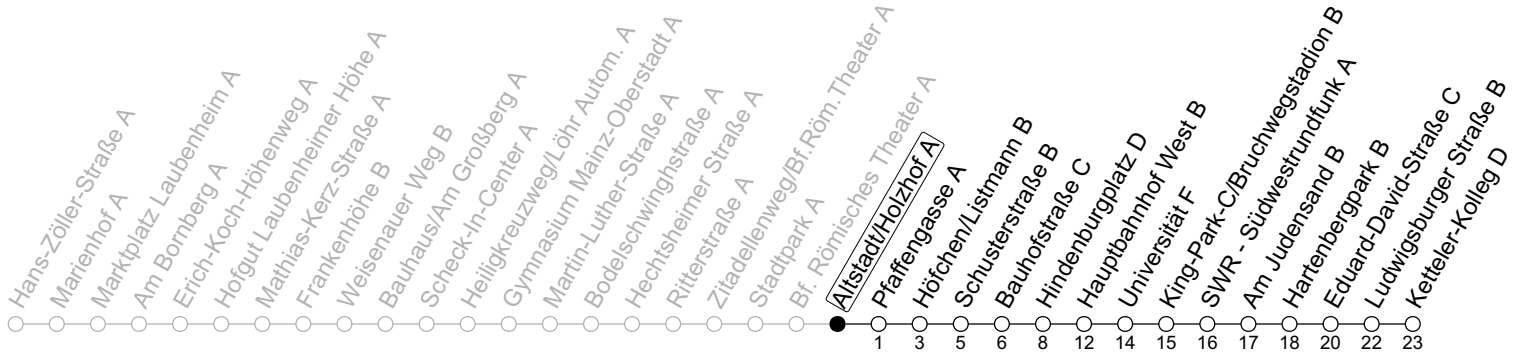 Hans-Zöller-Straße A
Marienhof A
Marktplatz Laubenheim A
Am Bornberg A
Erich-Koch-Höhenweg A
Hofgut Laubenheimer Höhe A
Mathias-Kerz-Straße A
Frankenhöhe B
Weisenauer Weg B
Bauhaus/Am Großberg A
Scheck-In-Center A
Heiligkreuzweg/Löhr Autom. A
Gymnasium Mainz-Oberstadt A
Martin-Luther-Straße A
Bodelschwinghstraße A
Hechtsheimer Straße A
Ritterstraße A
Zitadellenweg/Bf.Röm.Theater A
Stadtpark A
Bf. Römisches Theater A
Altstadt/Holzhof A
Pfaffengasse A
Höfchen/Listmann B
Schusterstraße B
Bauhofstraße C
Hindenburgplatz D
Hauptbahnhof West B
Universität F
King-Park-C/Bruchwegstadion B
SWR - Südwestrundfunk A
Am Judensand B
Hartenbergpark B
Eduard-David-Straße C
Ludwigsburger Straße B
Ketteler-Kolleg D
1 3 5 6 8 12 14 15 16 17 18 20 22 23